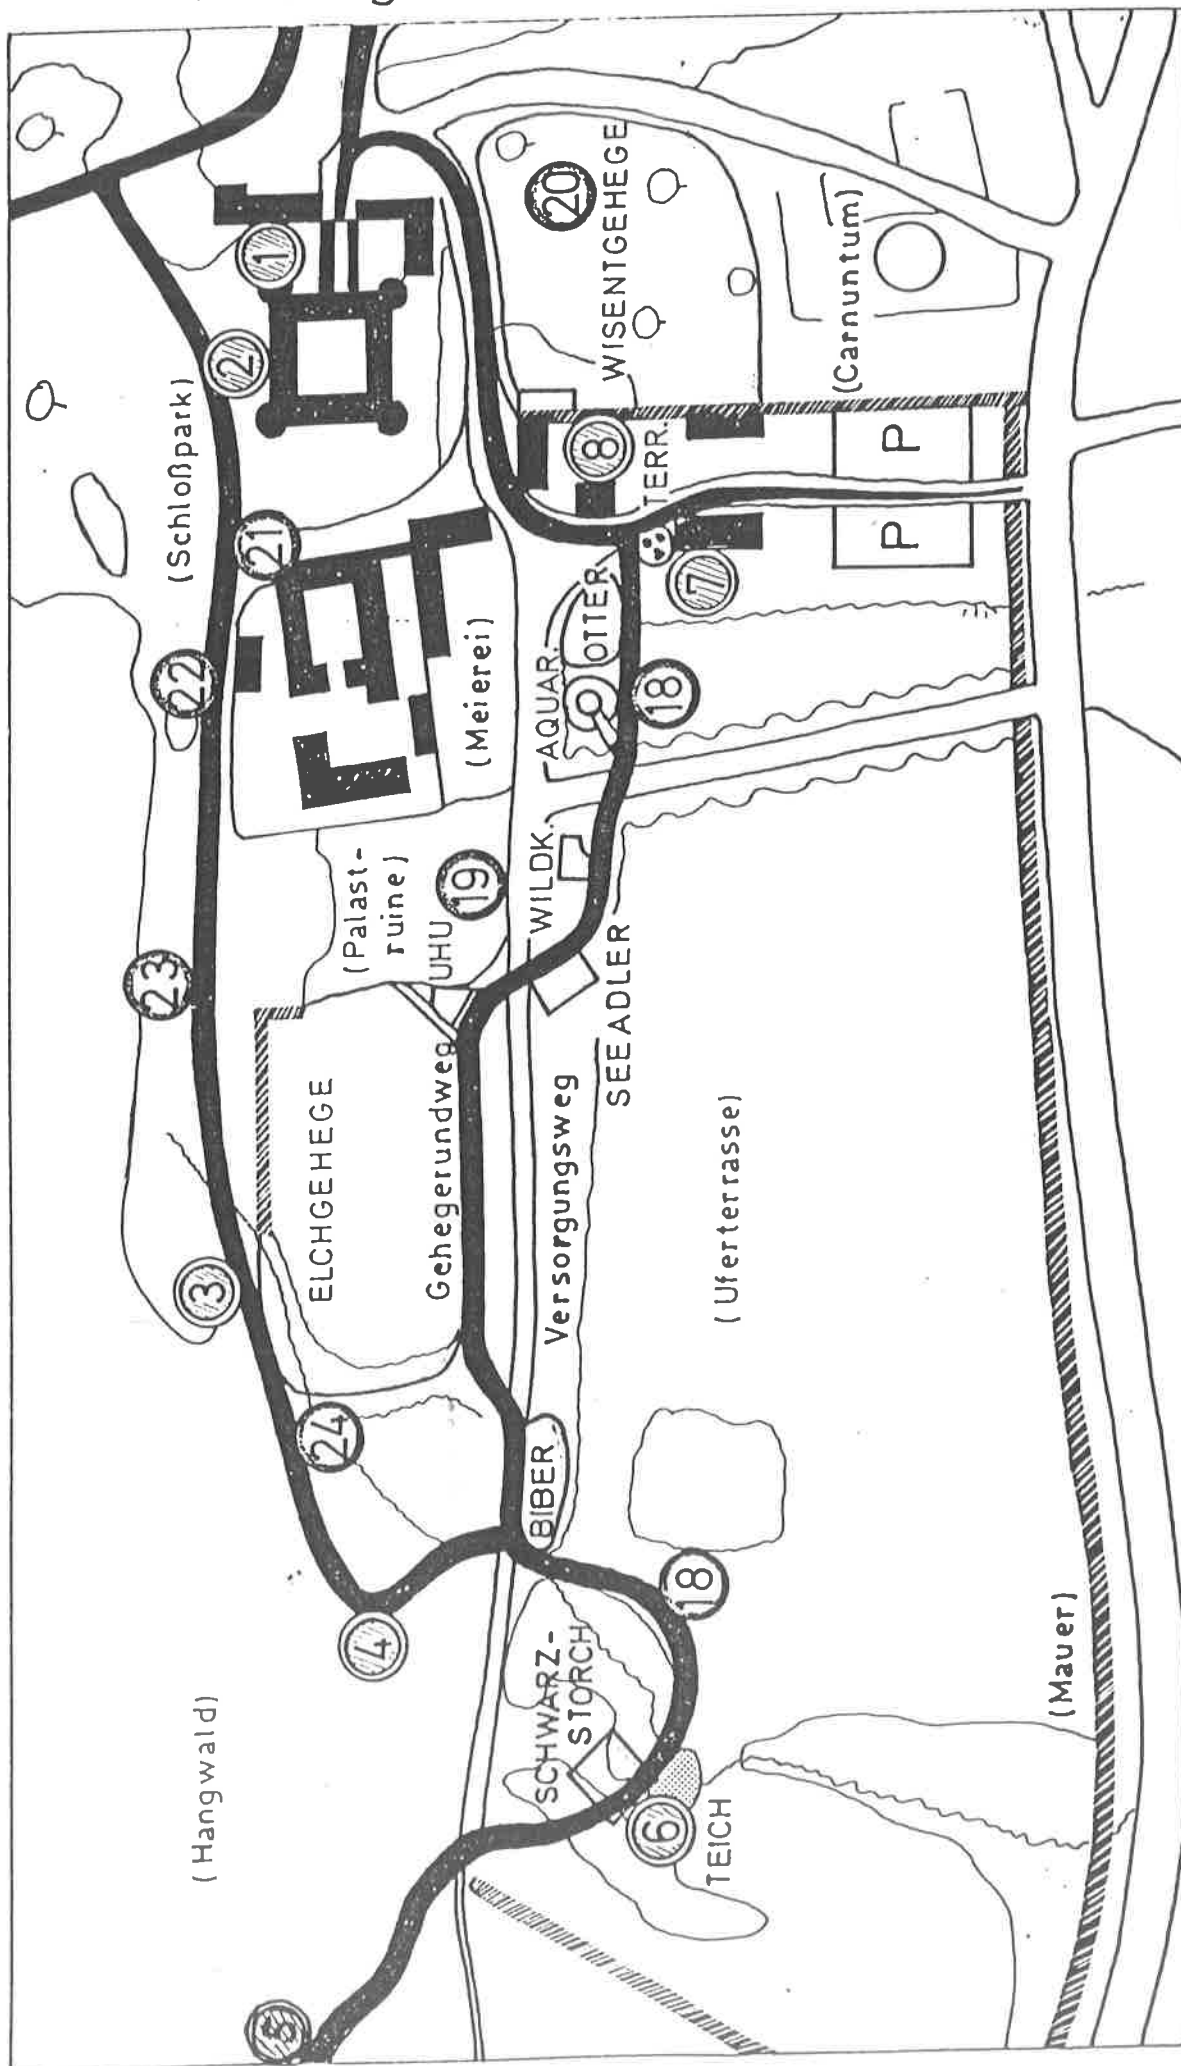 1
2
(Schloßpark)
21
22
23
3
24
4
(Hangwald)
5
20
WISENTGEHEGE
(Carnuntum)
8
TERR.
P
P
7
OTTER
AQUAR.
18
(Meierei)
WILDK.
19
UHU
(Palast-
ruine)
SEEADLER
ELCHGEHEGE
Gehegerundweg
Versorgungsweg
(Uferterrasse)
BIBER
18
SCHWARZ-
STORCH
6
TEICH
(Mauer)